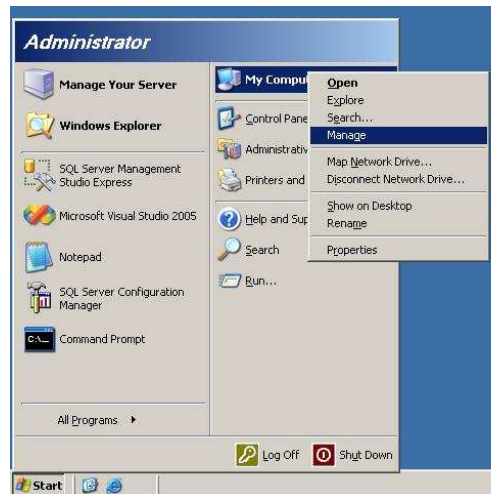 Administrator
Manage Your Server
Windows Explorer
SQL Server Management
Studio Express
Microsoft Visual Studio 2005
Notepad
SQL Server Configuration
Manager
Command Prompt
All Programs
My Compu
Control Pane
Administrativ
Printers and
Help and Sup
Search
Run...
Open
Explore
Search...
Manage
Map Network Drive...
Disconnect Network Drive...
Show on Desktop
Rename
Properties
Log Off
Shut Down
Start